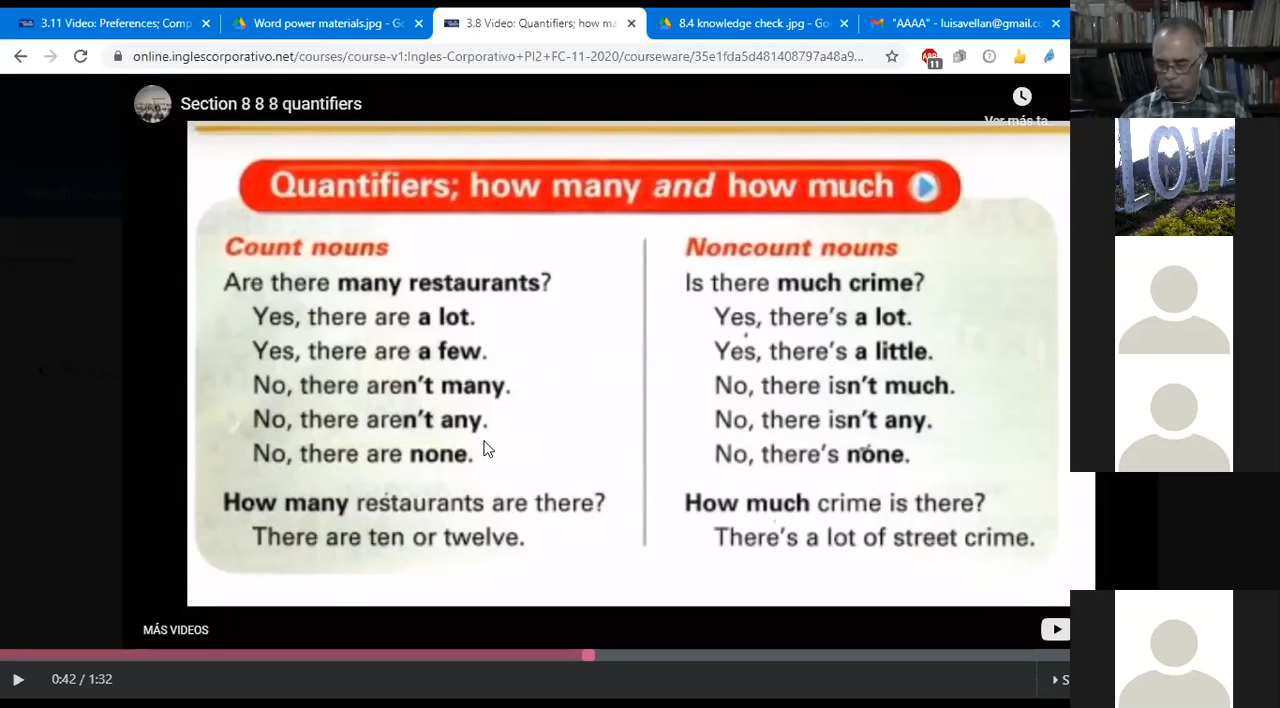 3.11 Video: Preferences; Comp
Word power materials.jpg - Go
3.8 Video: Quantifiers; how ma
8.4 knowledge check .jpg - Goo
"AAAA" - luisavellan@gmail.co
online.inglescorporativo.net/courses/course-v1:Ingles-Corporativo+PI2+FC-11-2020/courseware/35e1fda5d481408797a48a9...
11
Section 8 8 8 quantifiers
Ver más ta...
Quantifiers; how many and how much
Count nouns
Are there many restaurants?
Yes, there are a lot.
Yes, there are a few.
No, there aren't many.
No, there aren't any.
No, there are none.
How many restaurants are there?
There are ten or twelve.
Noncount nouns
Is there much crime?
Yes, there's a lot.
Yes, there's a little.
No, there isn't much.
No, there isn't any.
No, there's none.
How much crime is there?
There's a lot of street crime.
MÁS VIDEOS
0:42 / 1:32
S
LOVE